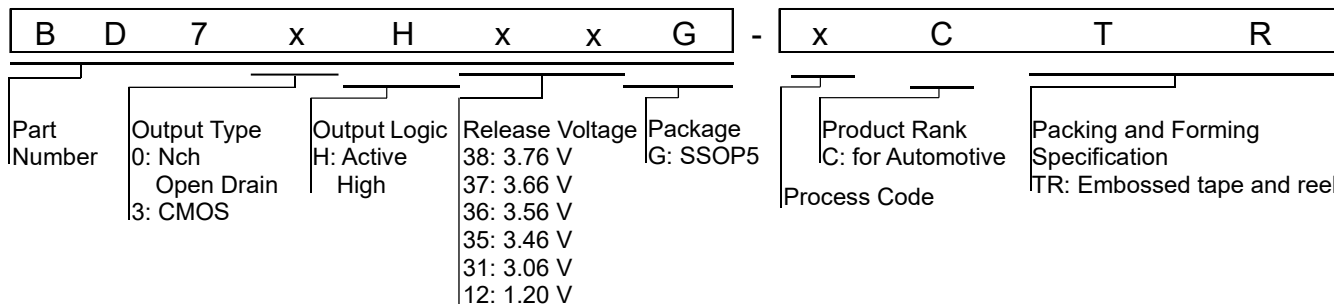 B D 7 x H x x G - x C T R
Part
Number
Output Type
0: Nch
Open Drain
3: CMOS
Output Logic
H: Active
High
Release Voltage
38: 3.76 V
37: 3.66 V
36: 3.56 V
35: 3.46 V
31: 3.06 V
12: 1.20 V
Package
G: SSOP5
Process Code
Product Rank
C: for Automotive
Packing and Forming
Specification
TR: Embossed tape and reel